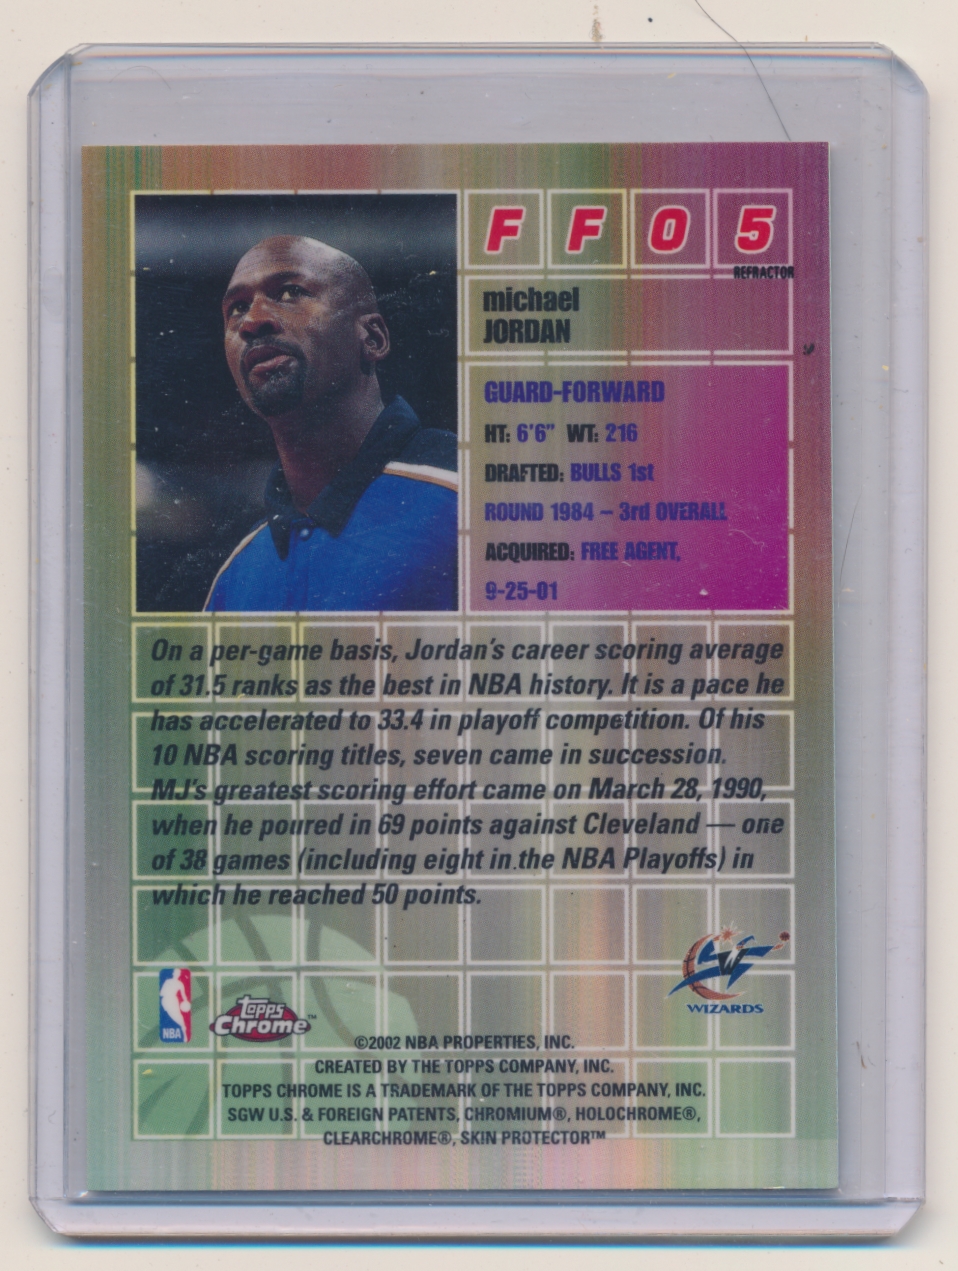 FF05
REFRACTOR
michael
JORDAN
GUARD-FORWARD
HT: 6'6" WT: 216
DRAFTED: BULLS 1st
ROUND 1984 – 3rd OVERALL
ACQUIRED: FREE AGENT,
9-25-01
On a per-game basis, Jordan's career scoring average
of 31.5 ranks as the best in NBA history. It is a pace he
has accelerated to 33.4 in playoff competition. Of his
10 NBA scoring titles, seven came in succession.
MJ's greatest scoring effort came on March 28, 1990,
when he poured in 69 points against Cleveland — one
of 38 games (including eight in the NBA Playoffs) in
which he reached 50 points.
W
WIZARDS
NBA
Topps
Chrome™
©2002 NBA PROPERTIES, INC.
CREATED BY THE TOPPS COMPANY, INC.
TOPPS CHROME IS A TRADEMARK OF THE TOPPS COMPANY, INC.
SGW U.S. & FOREIGN PATENTS, CHROMIUM®, HOLOCHROME®,
CLEARCHROME®, SKIN PROTECTOR™